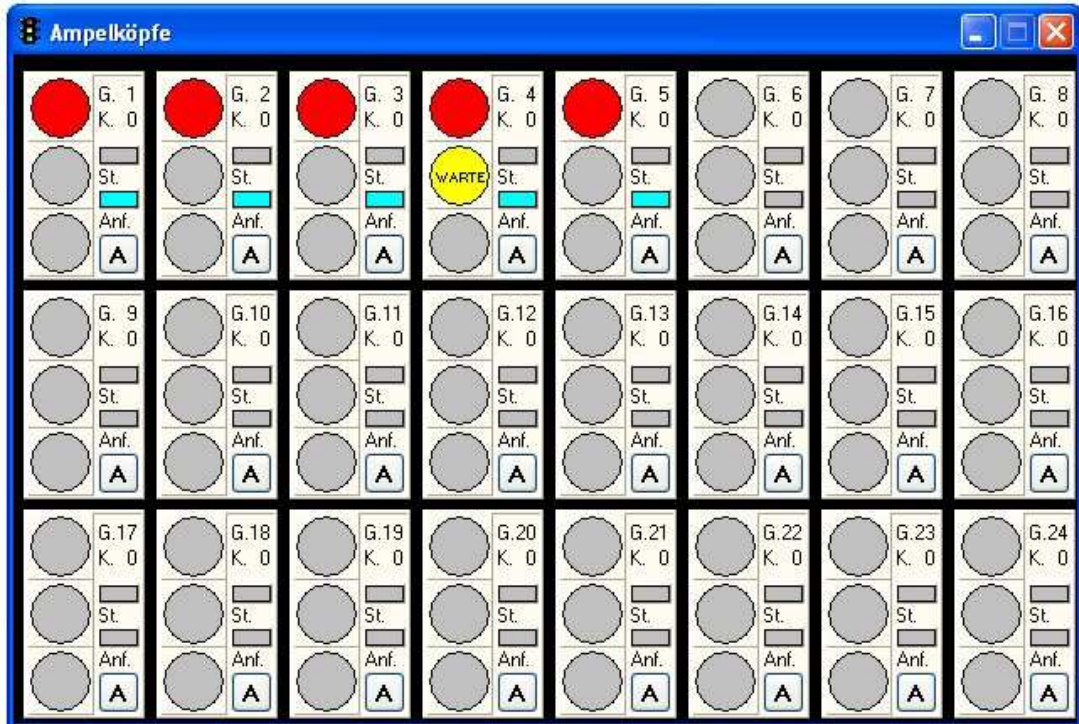 Ampelköpfe
G. 1 G. 2 G. 3 G. 4 G. 5 G. 6 G. 7 G. 8
K. 0 K. 0 K. 0 K. 0 K. 0 K. 0 K. 0 K. 0
St. St. St. WARTE St. St. St. St. St.
Anf. Anf. Anf. Anf. Anf. Anf. Anf. Anf.
A A A A A A A A
G. 9 G.10 G.11 G.12 G.13 G.14 G.15 G.16
K. 0 K. 0 K. 0 K. 0 K. 0 K. 0 K. 0 K. 0
St. St. St. St. St. St. St. St.
Anf. Anf. Anf. Anf. Anf. Anf. Anf. Anf.
A A A A A A A A
G.17 G.18 G.19 G.20 G.21 G.22 G.23 G.24
K. 0 K. 0 K. 0 K. 0 K. 0 K. 0 K. 0 K. 0
St. St. St. St. St. St. St. St.
Anf. Anf. Anf. Anf. Anf. Anf. Anf. Anf.
A A A A A A A A